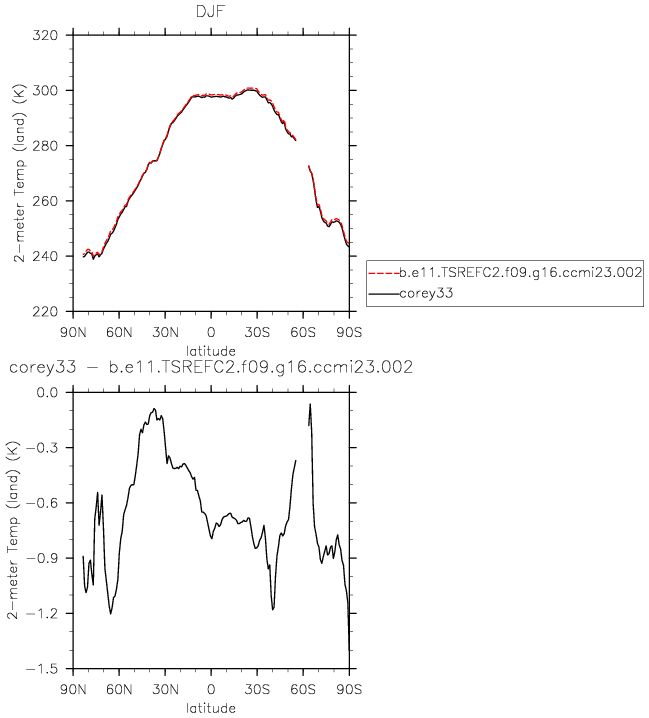 DJF
320
300
280
260
240
220
2-meter Temp (land) (K)
90N 60N 30N 0 30S 60S 90S
latitude
b.e11.TSREFC2.f09.g16.ccmi23.002
corey33
corey33 - b.e11.TSREFC2.f09.g16.ccmi23.002
0.0
-0.3
-0.6
-0.9
-1.2
-1.5
2-meter Temp (land) (K)
90N 60N 30N 0 30S 60S 90S
latitude